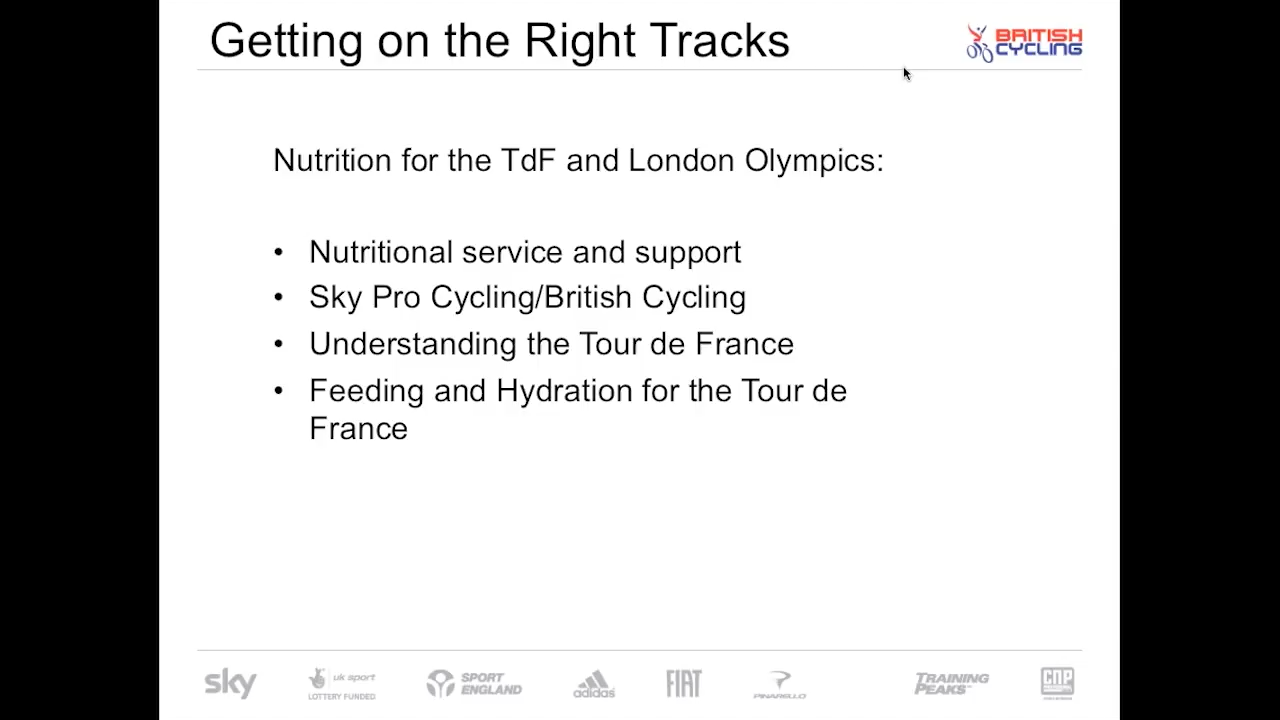 Getting on the Right Tracks
BRITISH
CYCLING
Nutrition for the TdF and London Olympics:
• Nutritional service and support
• Sky Pro Cycling/British Cycling
• Understanding the Tour de France
• Feeding and Hydration for the Tour de
France
sky
uk sport
LOTTERY FUNDED
SPORT
ENGLAND
adidas
FIAT
PINARELLO
TRAINING
PEAKS
CNP